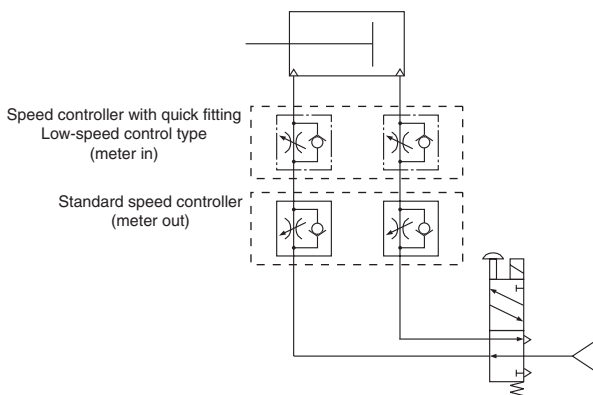 Speed controller with quick fitting
Low-speed control type
(meter in)
Standard speed controller
(meter out)